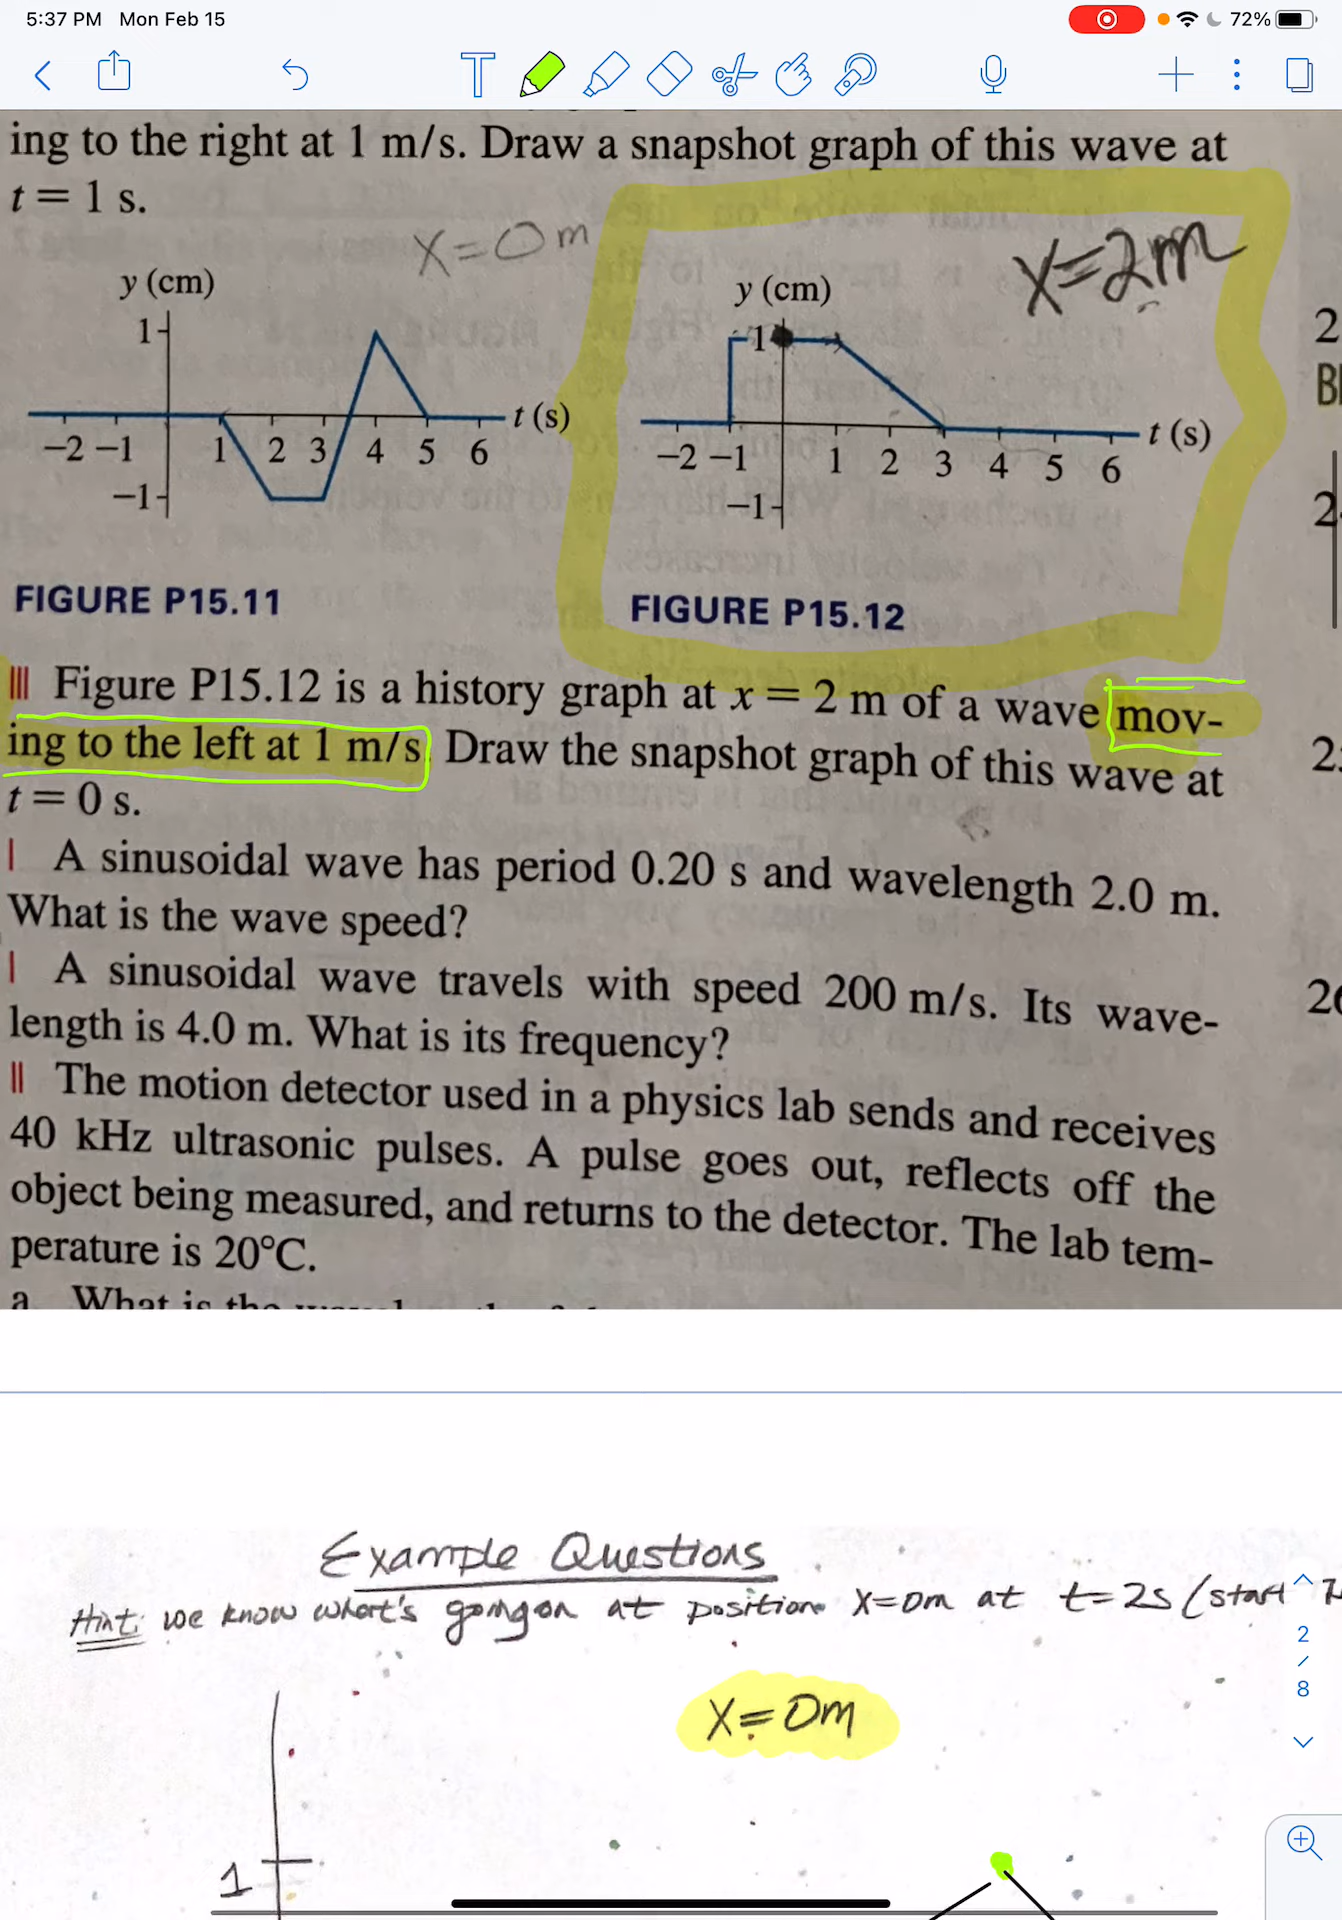 5:37 PM Mon Feb 15
72%
ing to the right at 1 m/s. Draw a snapshot graph of this wave at
t = 1 s.
X=0m
X=2m
y (cm)
y (cm)
1
1
t (s)
t (s)
−2 −1 1 2 3 4 5 6
−2 −1 1 2 3 4 5 6
−1
−1
FIGURE P15.11
FIGURE P15.12
||| Figure P15.12 is a history graph at x = 2 m of a wave mov-
ing to the left at 1 m/s. Draw the snapshot graph of this wave at
t = 0 s.
| A sinusoidal wave has period 0.20 s and wavelength 2.0 m.
What is the wave speed?
| A sinusoidal wave travels with speed 200 m/s. Its wave-
length is 4.0 m. What is its frequency?
|| The motion detector used in a physics lab sends and receives
40 kHz ultrasonic pulses. A pulse goes out, reflects off the
object being measured, and returns to the detector. The lab tem-
perature is 20°C.
a What is the
Example Questions
Hint: we know what's going on at position X=0m at t=2s (start
2
/
8
X=0m
1